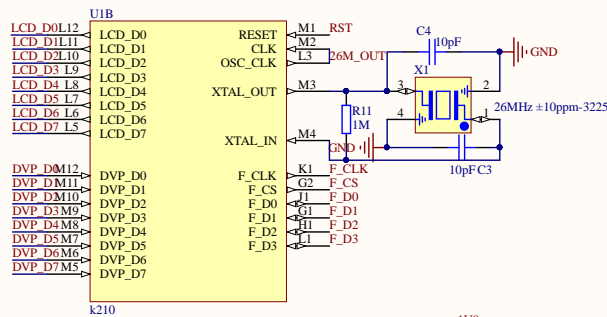 U1B
LCD_D0 L12 LCD_D0 RESET M1 RST
LCD_D1 L11 LCD_D1 CLK M2
LCD_D2 L10 LCD_D2 OSC_CLK L3 26M_OUT
LCD_D3 L9 LCD_D3
LCD_D4 L8 LCD_D4 XTAL_OUT M3
LCD_D5 L7 LCD_D5
LCD_D6 L6 LCD_D6
LCD_D7 L5 LCD_D7
XTAL_IN M4
DVP_D0 M12 DVP_D0 F_CLK K1 F_CLK
DVP_D1 M11 DVP_D1 F_CS G2 F_CS
DVP_D2 M10 DVP_D2 F_D0 J1 F_D0
DVP_D3 M9 DVP_D3 F_D1 G1 F_D1
DVP_D4 M8 DVP_D4 F_D2 H1 F_D2
DVP_D5 M7 DVP_D5 F_D3 L1 F_D3
DVP_D6 M6 DVP_D6
DVP_D7 M5 DVP_D7
k210
C4
10pF
GND
X1
3 2
4 1
26MHz ±10ppm-3225
R11
1M
GND
10pF C3